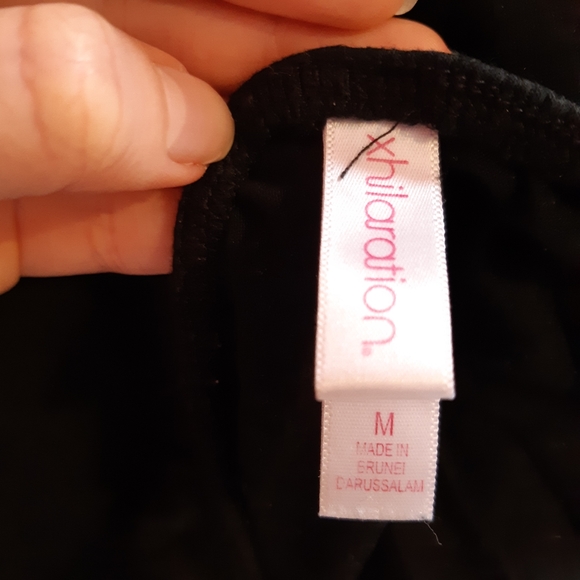 xhilaration®
M
MADE IN
BRUNEI
DARUSSALAM